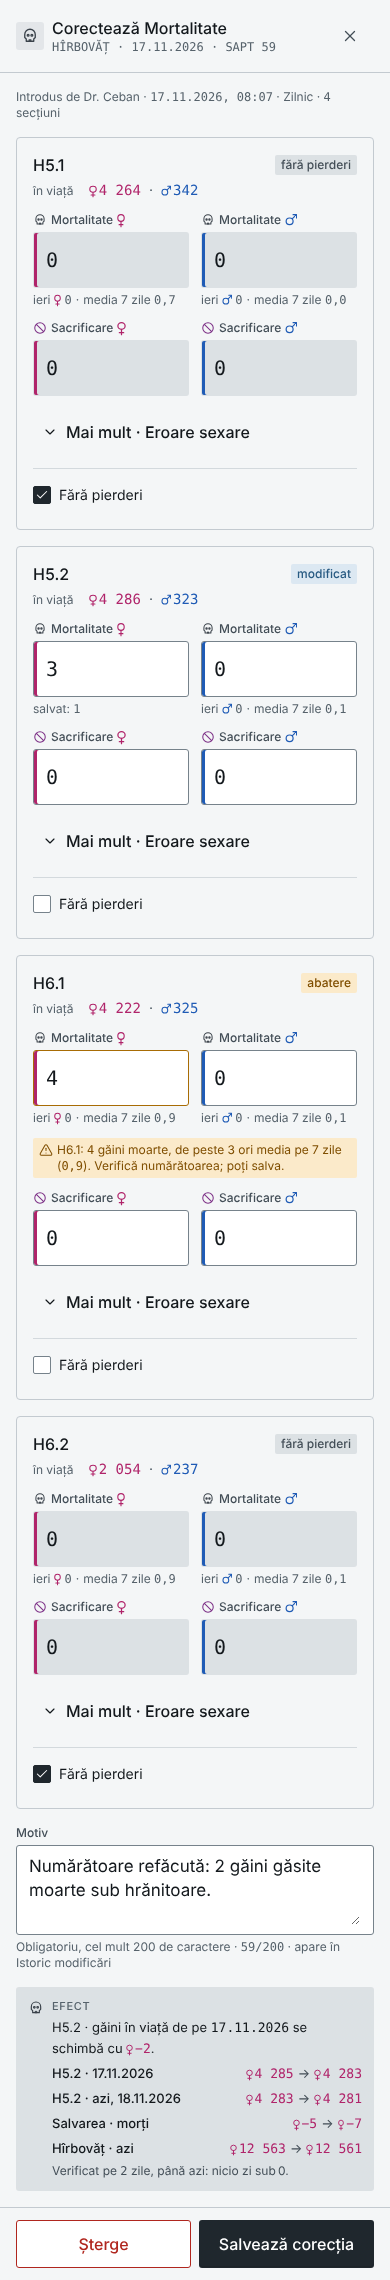 Corectează Mortalitate
HÎRBOVĂȚ · 17.11.2026 · SAPT 59
Introdus de Dr. Ceban · 17.11.2026, 08:07 · Zilnic · 4
secțiuni
H5.1
fără pierderi
în viață ♀4 264 · ♂342
Mortalitate ♀
Mortalitate ♂
0
0
ieri ♀ 0 · media 7 zile 0,7
ieri ♂ 0 · media 7 zile 0,0
Sacrificare ♀
Sacrificare ♂
0
0
Mai mult · Eroare sexare
Fără pierderi
H5.2
modificat
în viață ♀4 286 · ♂323
Mortalitate ♀
Mortalitate ♂
3
0
salvat: 1
ieri ♂ 0 · media 7 zile 0,1
Sacrificare ♀
Sacrificare ♂
0
0
Mai mult · Eroare sexare
Fără pierderi
H6.1
abatere
în viață ♀4 222 · ♂325
Mortalitate ♀
Mortalitate ♂
4
0
ieri ♀ 0 · media 7 zile 0,9
ieri ♂ 0 · media 7 zile 0,1
H6.1: 4 găini moarte, de peste 3 ori media pe 7 zile
(0,9). Verifică numărătoarea; poți salva.
Sacrificare ♀
Sacrificare ♂
0
0
Mai mult · Eroare sexare
Fără pierderi
H6.2
fără pierderi
în viață ♀2 054 · ♂237
Mortalitate ♀
Mortalitate ♂
0
0
ieri ♀ 0 · media 7 zile 0,9
ieri ♂ 0 · media 7 zile 0,1
Sacrificare ♀
Sacrificare ♂
0
0
Mai mult · Eroare sexare
Fără pierderi
Motiv
Numărătoare refăcută: 2 găini găsite
moarte sub hrănitoare.
Obligatoriu, cel mult 200 de caractere · 59/200 · apare în
Istoric modificări
EFECT
H5.2 · găini în viață de pe 17.11.2026 se
schimbă cu ♀−2.
H5.2 · 17.11.2026 ♀4 285 → ♀4 283
H5.2 · azi, 18.11.2026 ♀4 283 → ♀4 281
Salvarea · morți ♀−5 → ♀−7
Hîrbovăț · azi ♀12 563 → ♀12 561
Verificat pe 2 zile, până azi: nicio zi sub 0.
Șterge
Salvează corecția